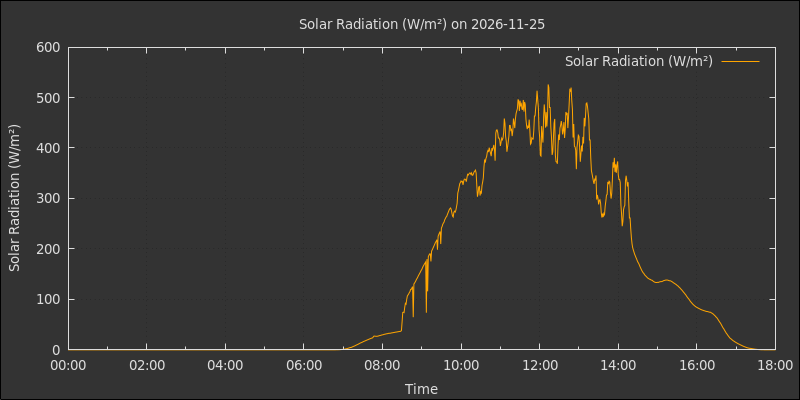 Solar Radiation (W/m²) on 2026-11-25
Solar Radiation (W/m²)
Solar Radiation (W/m²)
600
500
400
300
200
100
0
00:00 02:00 04:00 06:00 08:00 10:00 12:00 14:00 16:00 18:00
Time